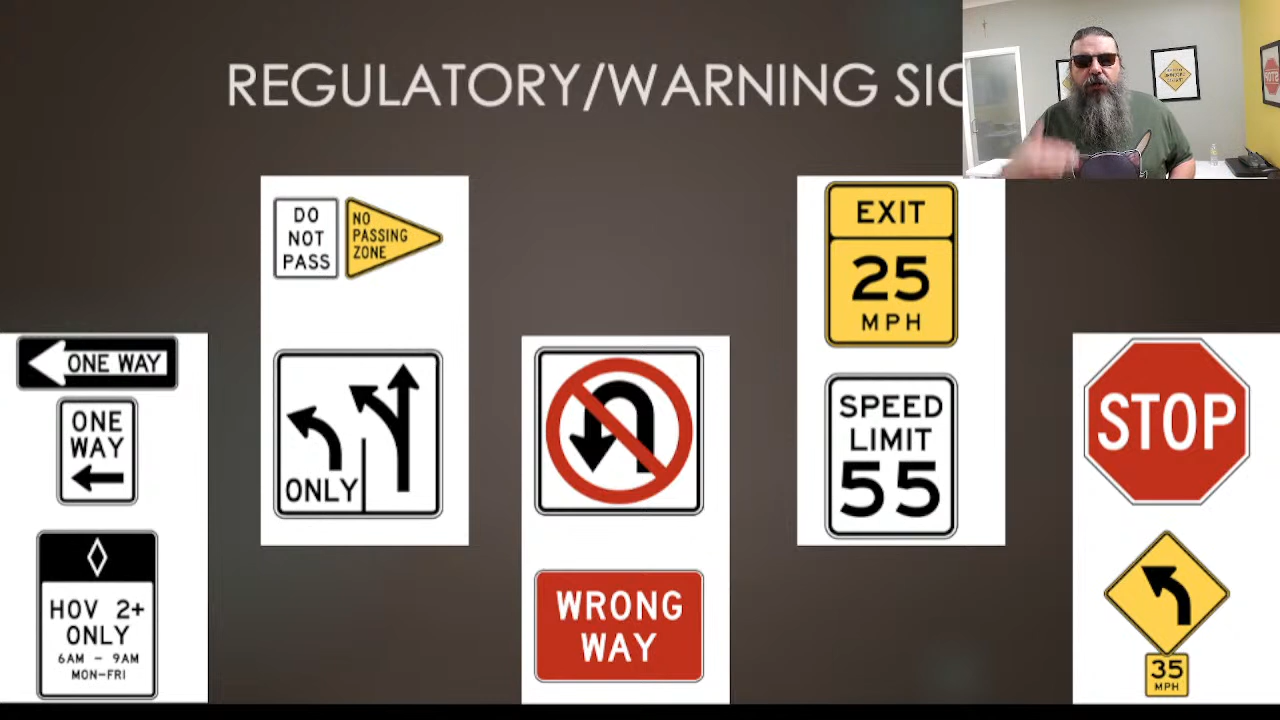 REGULATORY/WARNING SIG
ONE WAY
ONE
WAY
HOV 2+
ONLY
6AM - 9AM
MON-FRI
DO
NOT
PASS
NO
PASSING
ZONE
ONLY
WRONG
WAY
EXIT
25
MPH
SPEED
LIMIT
55
STOP
35
MPH